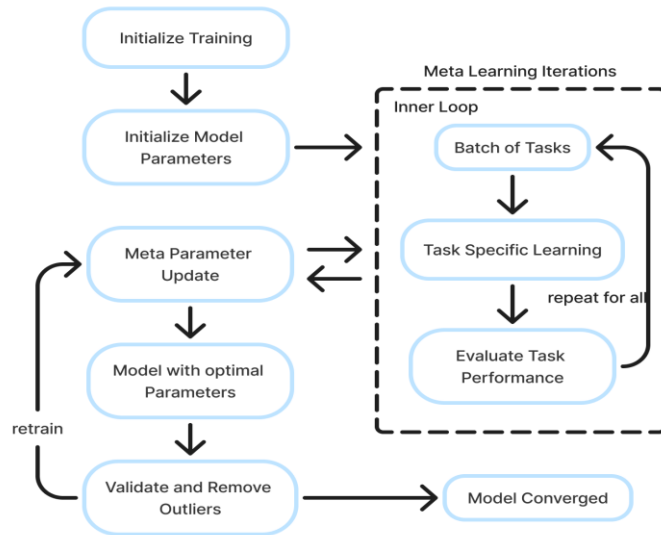 Initialize Training
Meta Learning Iterations
Inner Loop
Initialize Model
Parameters
Batch of Tasks
Meta Parameter
Update
Task Specific Learning
repeat for all
Model with optimal
Parameters
Evaluate Task
Performance
retrain
Validate and Remove
Outliers
Model Converged